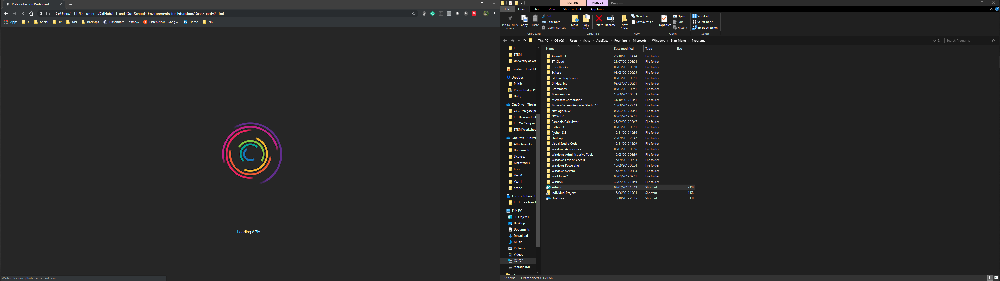 Data Collection Dashboard
File C:/Users/richb/Documents/GitHub/IoT-and-Our-Schools-Environments-for-Education/DashBoardv2.html
Apps £ Social Tv Uni BackUps Dashboard - Fastho... Listen Now - Googl... Home Nix
....Loading APIs....
Waiting for raw.githubusercontent.com...
Manage Manage Programs
File Home Share View Shortcut Tools App Tools
Pin to Quick access
Copy
Paste
Cut
Copy path
Paste shortcut
Clipboard
Move to
Copy to
Delete
Rename
Organise
New folder
New item
Easy access
New
Properties
Open
Edit
History
Open
Select all
Select none
Invert selection
Select
This PC OS (C:) Users richb AppData Roaming Microsoft Windows Start Menu Programs
Search Programs
IET
STEM
University of Gre
Creative Cloud Fil
Dropbox
Public
Ravensbridge PS
Unity
OneDrive - The In
CVC Delegate pa
IET Diamond Jub
IET On Campus
STEM Workshop
OneDrive - Univer
Attachments
Documents
Licenses
MathWorks
test2
Year 0
Year 1
Year 2
The Institution of
IET Extra - New I
This PC
3D Objects
Desktop
Documents
Downloads
Music
Pictures
Videos
OS (C:)
Storage (D:)
Name Date modified Type Size
Axosoft, LLC 23/10/2019 14:44 File folder
BT Cloud 21/07/2019 08:04 File folder
CodeBlocks 08/03/2019 09:50 File folder
Eclipse 08/03/2019 09:55 File folder
FileDirectoryService 08/03/2019 09:51 File folder
GitHub, Inc 08/03/2019 09:51 File folder
Grammarly 08/03/2019 09:51 File folder
Maintenance 15/09/2018 08:33 File folder
Microsoft Corporation 31/10/2019 10:51 File folder
Movavi Screen Recorder Studio 10 16/08/2019 22:13 File folder
NetLogo 6.0.2 08/03/2019 09:51 File folder
NOW TV 08/03/2019 09:51 File folder
Parabola Calculator 25/09/2019 22:47 File folder
Python 3.6 08/03/2019 09:51 File folder
Python 3.8 10/11/2019 19:36 File folder
Start-up 25/09/2019 22:47 File folder
Visual Studio Code 15/11/2019 12:59 File folder
Windows Accessories 08/03/2019 09:56 File folder
Windows Administrative Tools 19/03/2019 08:39 File folder
Windows Ease of Access 15/09/2018 08:33 File folder
Windows PowerShell 15/09/2018 08:34 File folder
Windows System 15/09/2018 08:33 File folder
WinMorse 2 08/03/2019 09:51 File folder
WinRAR 30/05/2019 14:56 File folder
arduino 03/07/2018 16:19 Shortcut 2 KB
Individual Project 16/06/2019 19:24 Shortcut 1 KB
OneDrive 18/10/2019 20:15 Shortcut 3 KB
27 items 1 item selected 1.24 KB